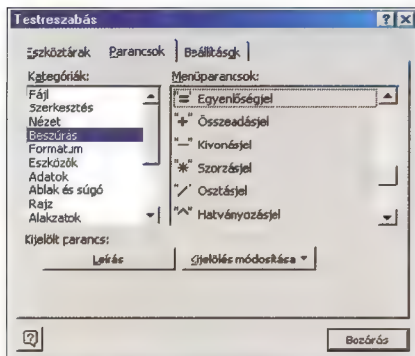 Testreszabás
Eszköztárak Parancsok Beállítások
Kategóriák:
Menüparancsok:
Fájl
Szerkesztés
Nézet
Beszúrás
Formátum
Eszközök
Adatok
Ablak és súgó
Rajz
Alakzatok
"=" Egyenlőségjel
"+" Összeadásjel
"−" Kivonásjel
"*" Szorzásjel
"/" Osztásjel
"^" Hatványozásjel
Kijelölt parancs:
Leírás
Kijelölés módosítása
Bezárás